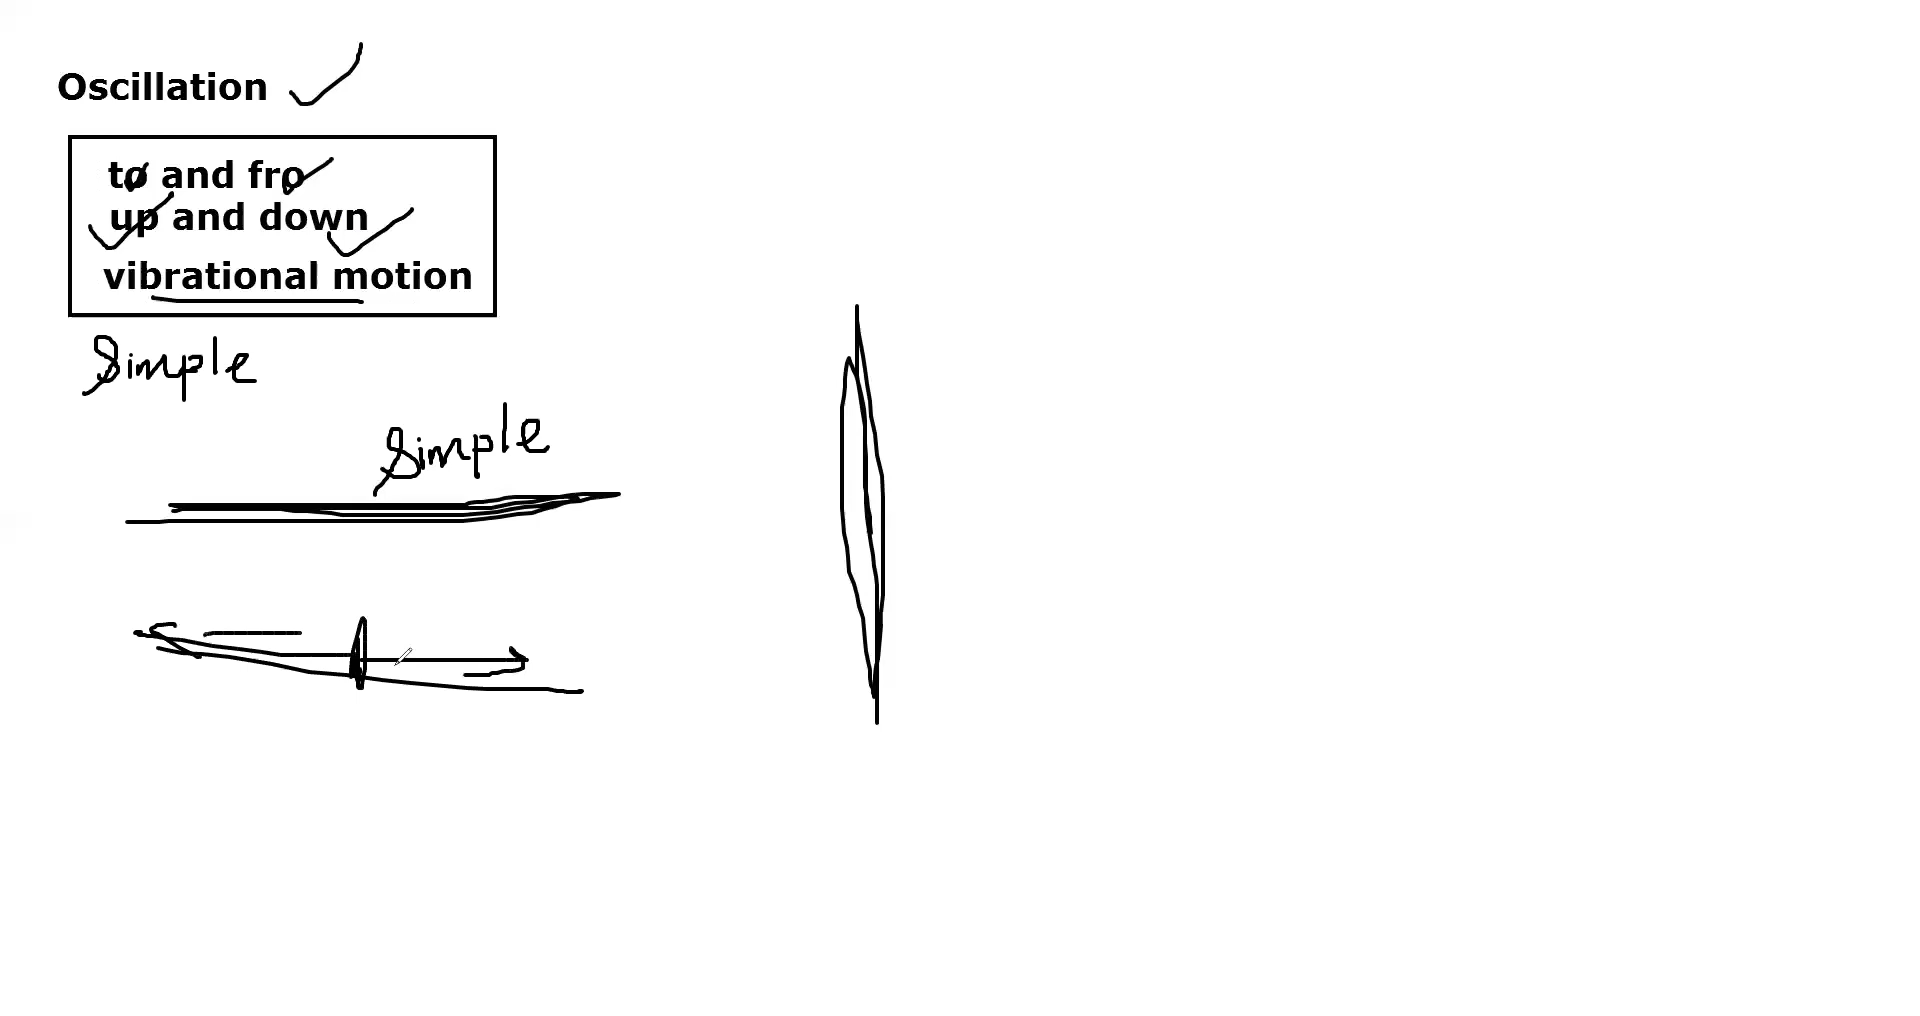 Oscillation
to and fro
up and down
vibrational motion
Simple
Simple